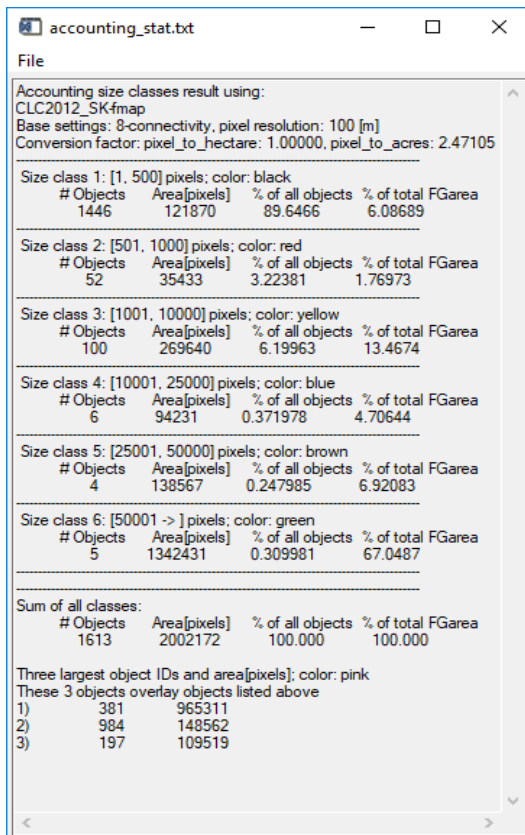 accounting_stat.txt
File
Accounting size classes result using:
CLC2012_SK-fmap
Base settings: 8-connectivity, pixel resolution: 100 [m]
Conversion factor: pixel_to_hectare: 1.00000, pixel_to_acres: 2.47105
Size class 1: [1, 500] pixels; color: black
# Objects Area[pixels] % of all objects % of total FGarea
1446 121870 89.6466 6.08689
Size class 2: [501, 1000] pixels; color: red
# Objects Area[pixels] % of all objects % of total FGarea
52 35433 3.22381 1.76973
Size class 3: [1001, 10000] pixels; color: yellow
# Objects Area[pixels] % of all objects % of total FGarea
100 269640 6.19963 13.4674
Size class 4: [10001, 25000] pixels; color: blue
# Objects Area[pixels] % of all objects % of total FGarea
6 94231 0.371978 4.70644
Size class 5: [25001, 50000] pixels; color: brown
# Objects Area[pixels] % of all objects % of total FGarea
4 138567 0.247985 6.92083
Size class 6: [50001 -> ] pixels; color: green
# Objects Area[pixels] % of all objects % of total FGarea
5 1342431 0.309981 67.0487
Sum of all classes:
# Objects Area[pixels] % of all objects % of total FGarea
1613 2002172 100.000 100.000
Three largest object IDs and area[pixels]; color: pink
These 3 objects overlay objects listed above
1) 381 965311
2) 984 148562
3) 197 109519